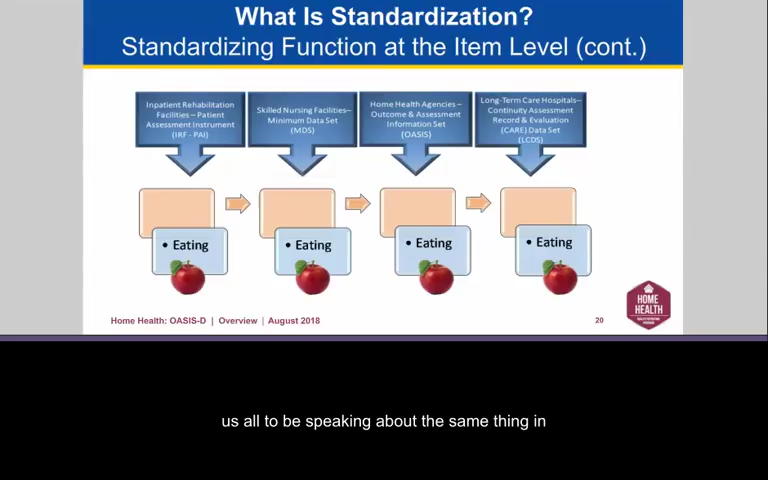 What Is Standardization?
Standardizing Function at the Item Level (cont.)
Inpatient Rehabilitation
Facilities – Patient
Assessment Instrument
(IRF - PAI)
Skilled Nursing Facilities–
Minimum Data Set
(MDS)
Home Health Agencies –
Outcome & Assessment
Information Set
(OASIS)
Long-Term Care Hospitals–
Continuity Assessment
Record & Evaluation
(CARE) Data Set
(LCDS)
• Eating
• Eating
• Eating
• Eating
Home Health: OASIS-D | Overview | August 2018
20
HOME
HEALTH
us all to be speaking about the same thing in